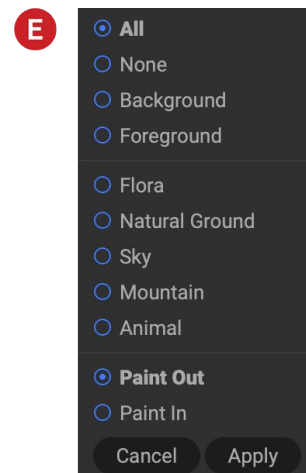 E
All
None
Background
Foreground
Flora
Natural Ground
Sky
Mountain
Animal
Paint Out
Paint In
Cancel Apply